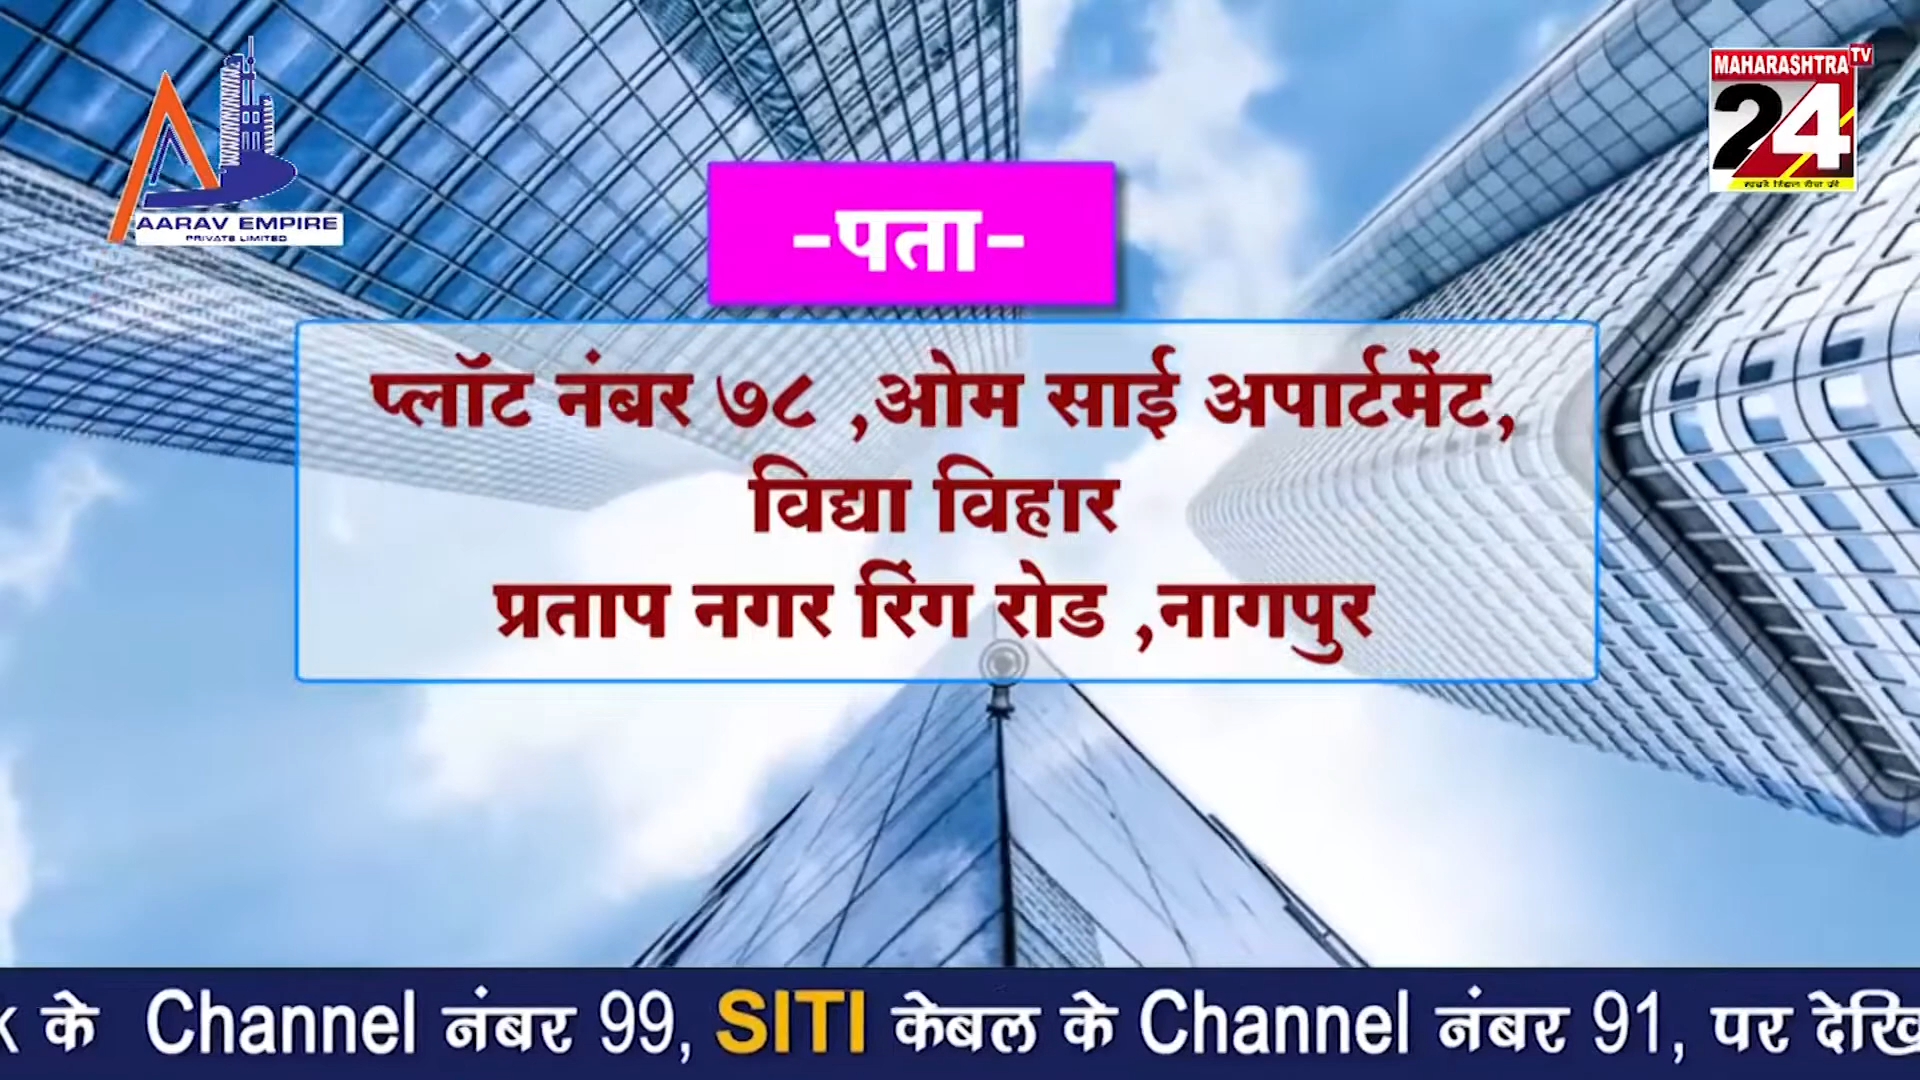 AARAV EMPIRE
PRIVATE LIMITED
MAHARASHTRA TV
24
-पता-
प्लॉट नंबर ७८ ,ओम साई अपार्टमेंट,
विद्या विहार
प्रताप नगर रिंग रोड ,नागपुर
k के Channel नंबर 99, SITI केबल के Channel नंबर 91, पर देखि